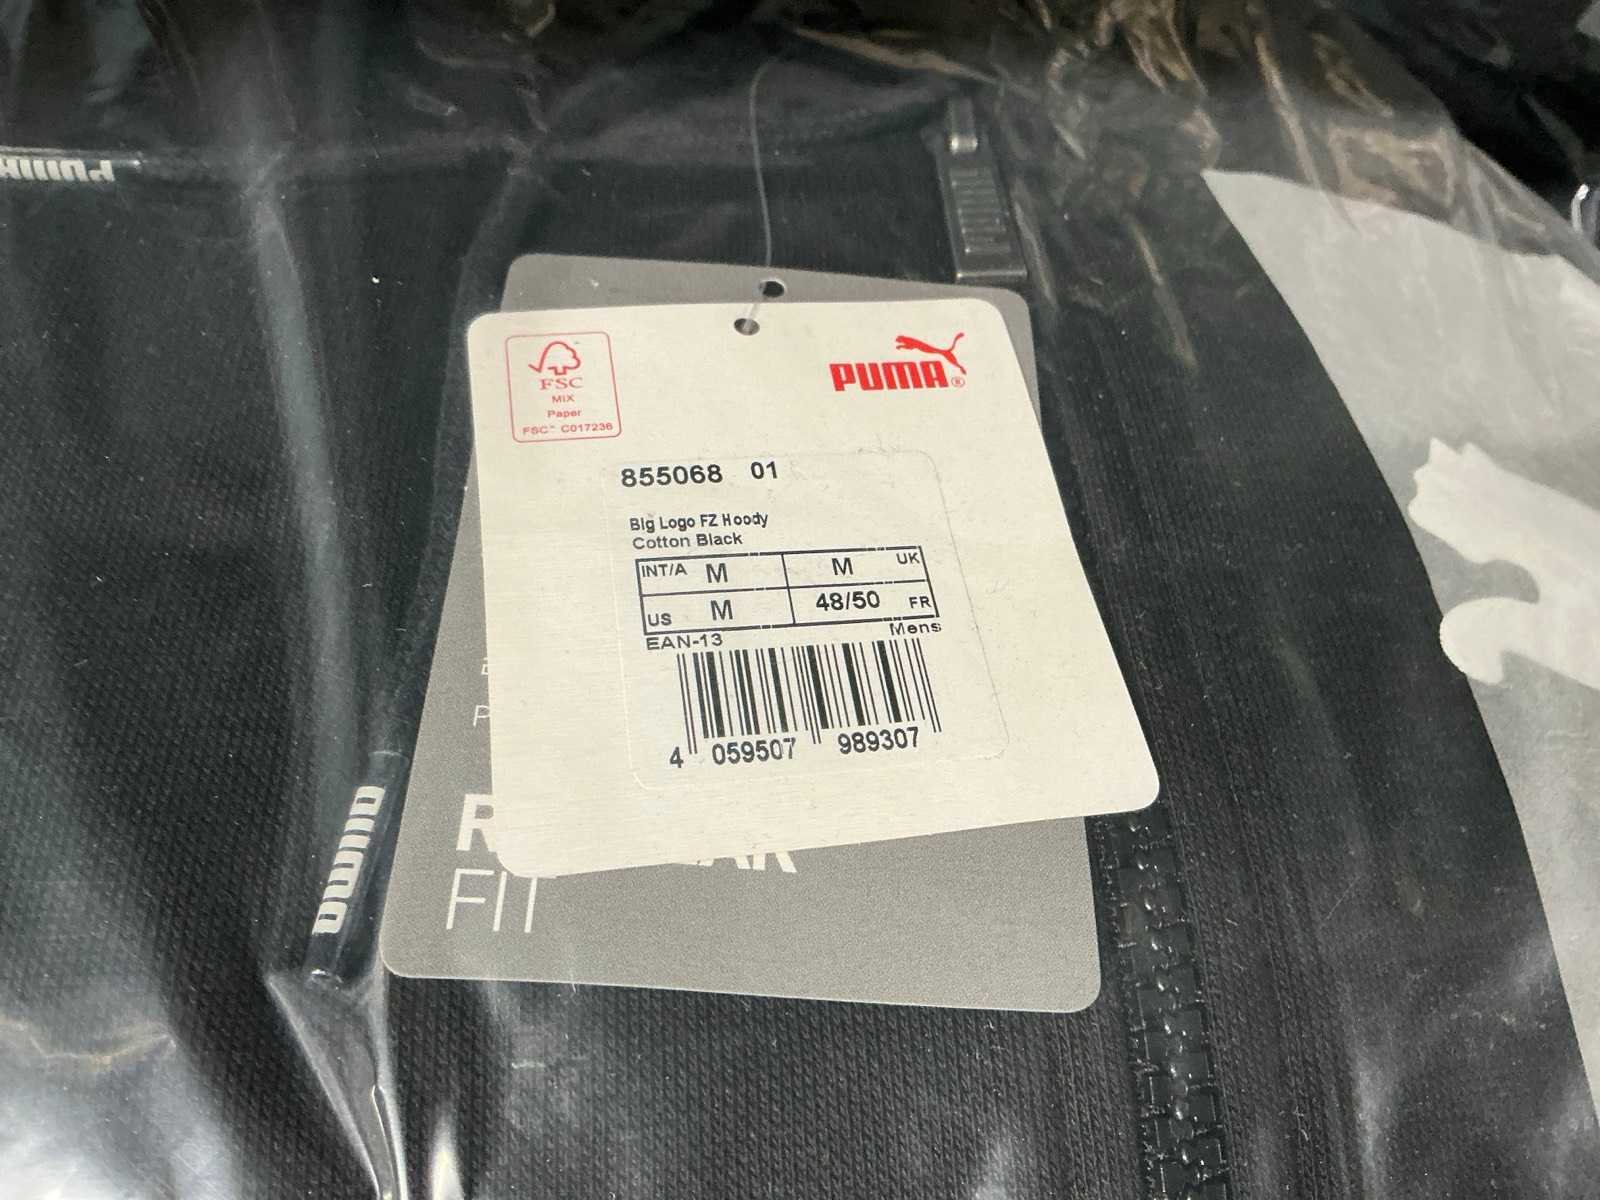 PUMA
FSC
MIX
Paper
FSC™ C017236
PUMA®
855068 01
Big Logo FZ Hoody
Cotton Black
INT/A M M UK
US M 48/50 FR
EAN-13 Mens
4 059507 989307
PUMA
FIT